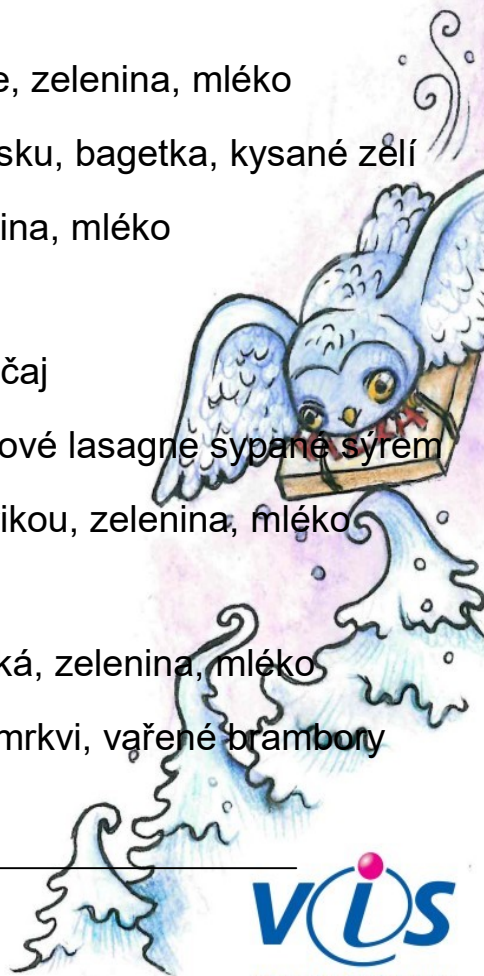 e, zelenina, mléko
sku, bagetka, kysané zelí
ina, mléko
čaj
ové lasagne sypané sýrem
ikou, zelenina, mléko
ká, zelenina, mléko
mrkvi, vařené brambory
VIS